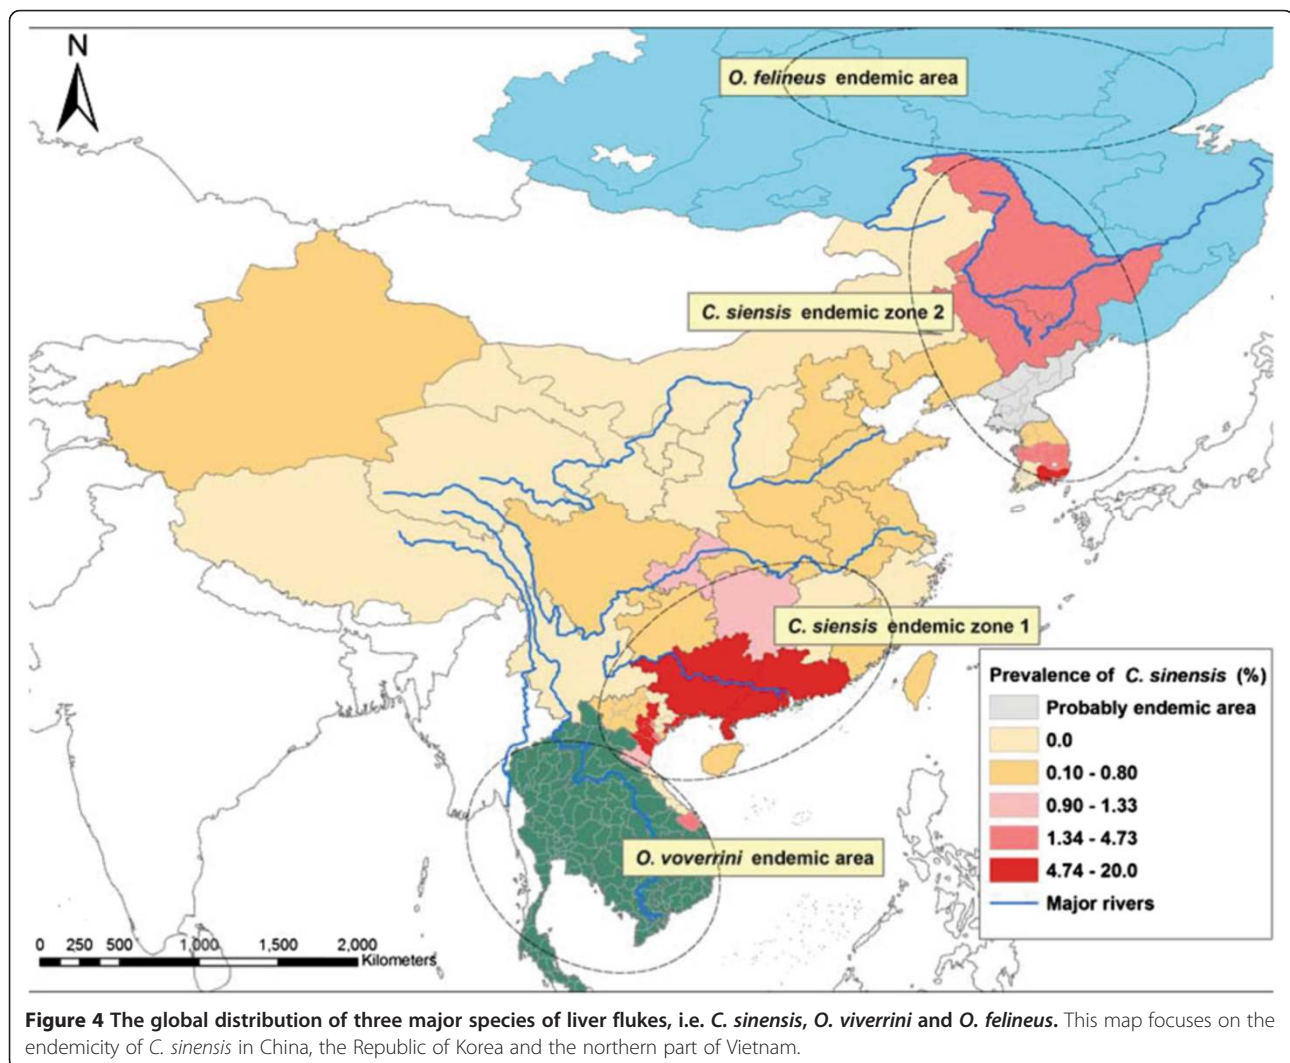 N
O. felineus endemic area
C. siensis endemic zone 2
C. siensis endemic zone 1
O. voverrini endemic area
Prevalence of C. sinensis (%)
Probably endemic area
0.0
0.10 - 0.80
0.90 - 1.33
1.34 - 4.73
4.74 - 20.0
Major rivers
0 250 500 1,000 1,500 2,000
Kilometers
Figure 4 The global distribution of three major species of liver flukes, i.e. C. sinensis, O. viverrini and O. felineus. This map focuses on the
endemicity of C. sinensis in China, the Republic of Korea and the northern part of Vietnam.